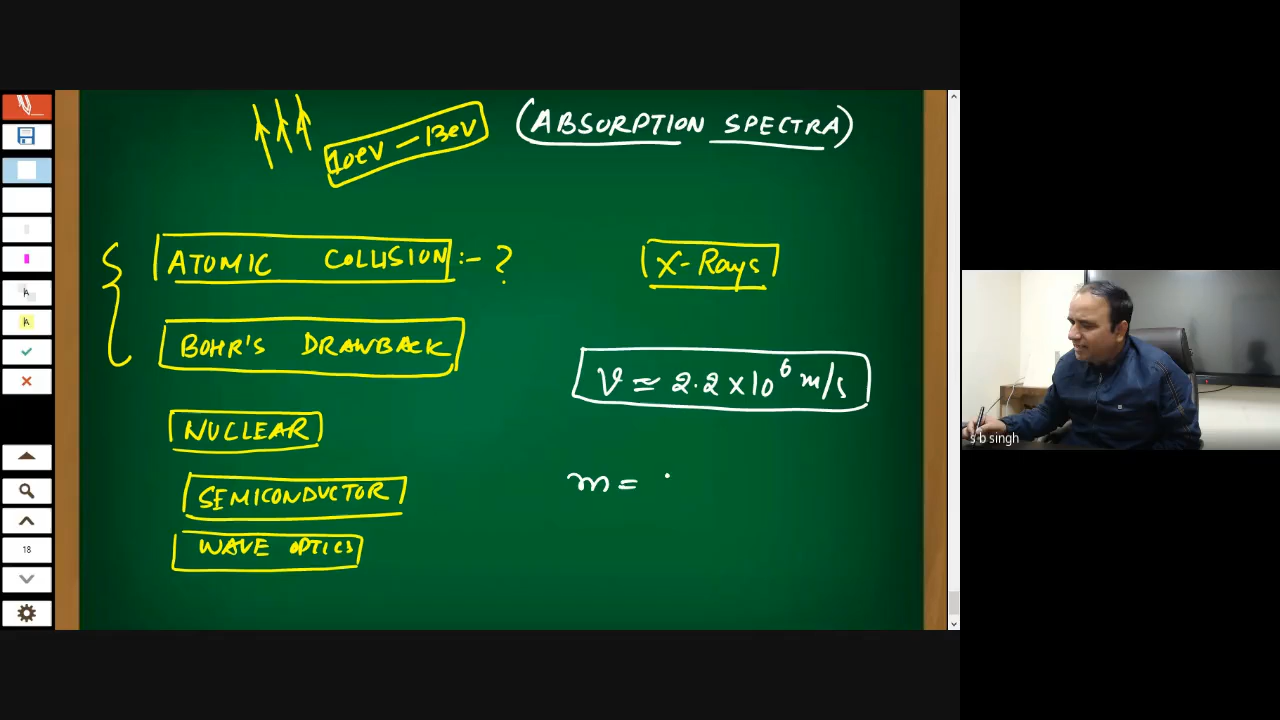 (ABSORPTION SPECTRA)
10eV – 13eV
ATOMIC COLLISION :- ?
X-Rays
BOHR'S DRAWBACK
v ≈ 2.2 × 10⁶ m/s
NUCLEAR
m =
SEMICONDUCTOR
WAVE OPTICS
18
s b singh